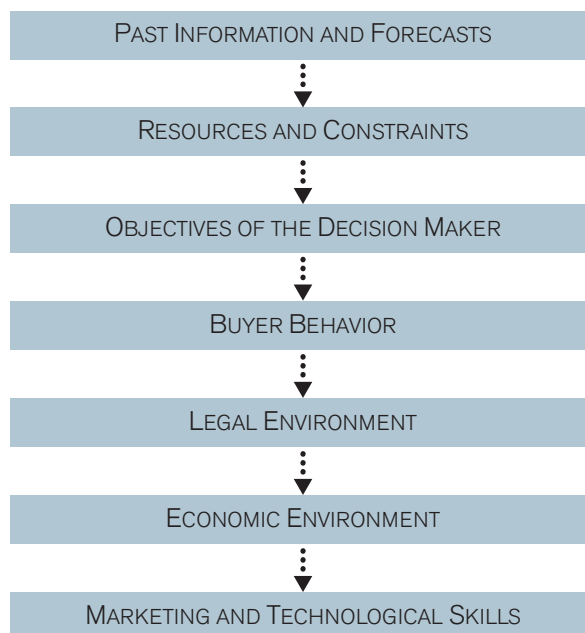 PAST INFORMATION AND FORECASTS
RESOURCES AND CONSTRAINTS
OBJECTIVES OF THE DECISION MAKER
BUYER BEHAVIOR
LEGAL ENVIRONMENT
ECONOMIC ENVIRONMENT
MARKETING AND TECHNOLOGICAL SKILLS